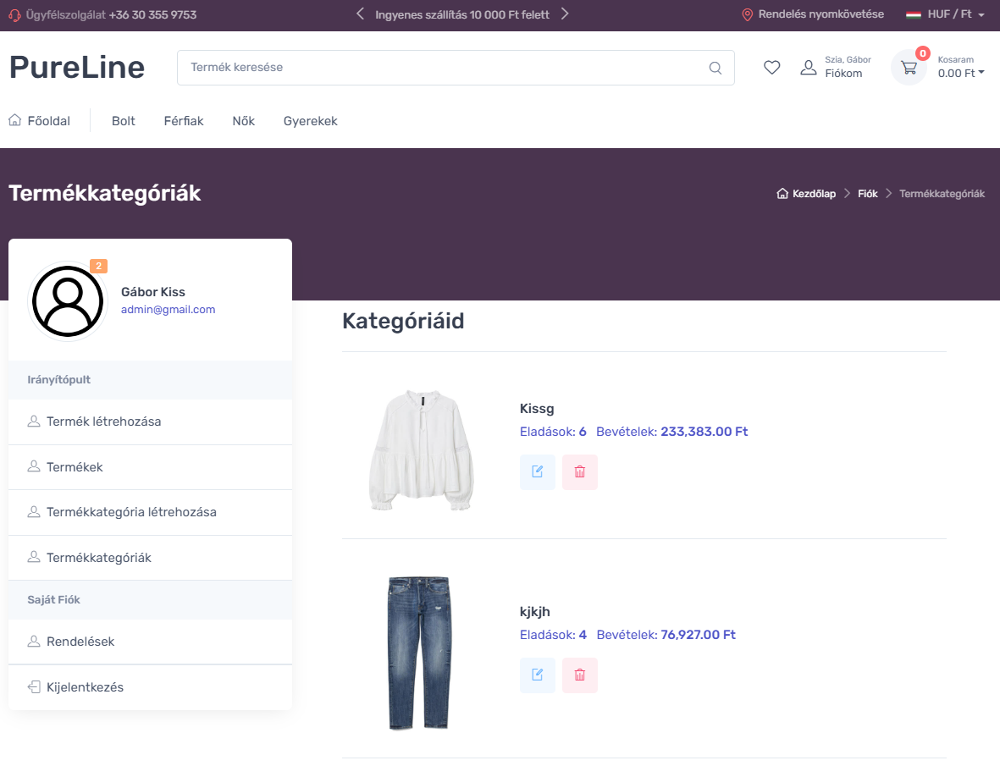 Ügyfélszolgálat +36 30 355 9753
Ingyenes szállítás 10 000 Ft felett
Rendelés nyomkövetése
HUF / Ft
PureLine
Termék keresése
Szia, Gábor
Fiókom
0
Kosaram
0.00 Ft
Főoldal
Bolt
Férfiak
Nők
Gyerekek
Termékkategóriák
Kezdőlap
Fiók
Termékkategóriák
2
Gábor Kiss
admin@gmail.com
Irányítópult
Termék létrehozása
Termékek
Termékkategória létrehozása
Termékkategóriák
Saját Fiók
Rendelések
Kijelentkezés
Kategóriáid
Kissg
Eladások: 6 Bevételek: 233,383.00 Ft
kjkjh
Eladások: 4 Bevételek: 76,927.00 Ft